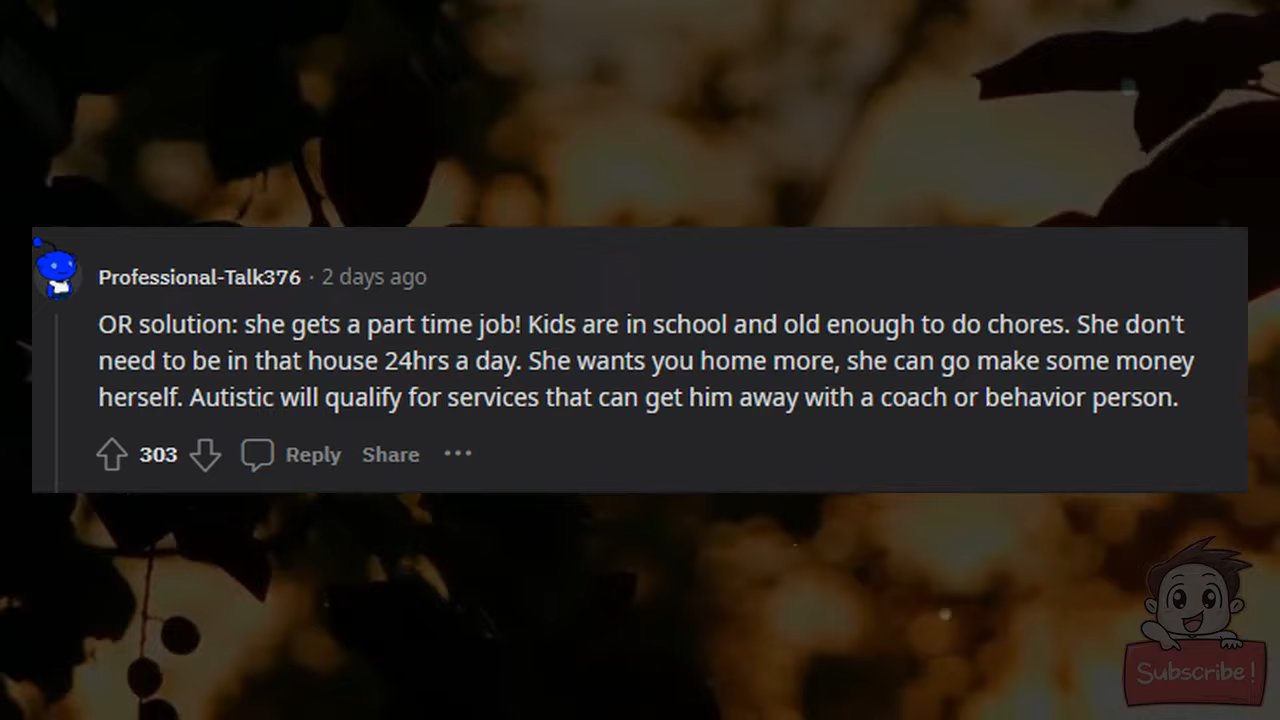 Professional-Talk376 · 2 days ago
OR solution: she gets a part time job! Kids are in school and old enough to do chores. She don't
need to be in that house 24hrs a day. She wants you home more, she can go make some money
herself. Autistic will qualify for services that can get him away with a coach or behavior person.
303 Reply Share ···
Subscribe!